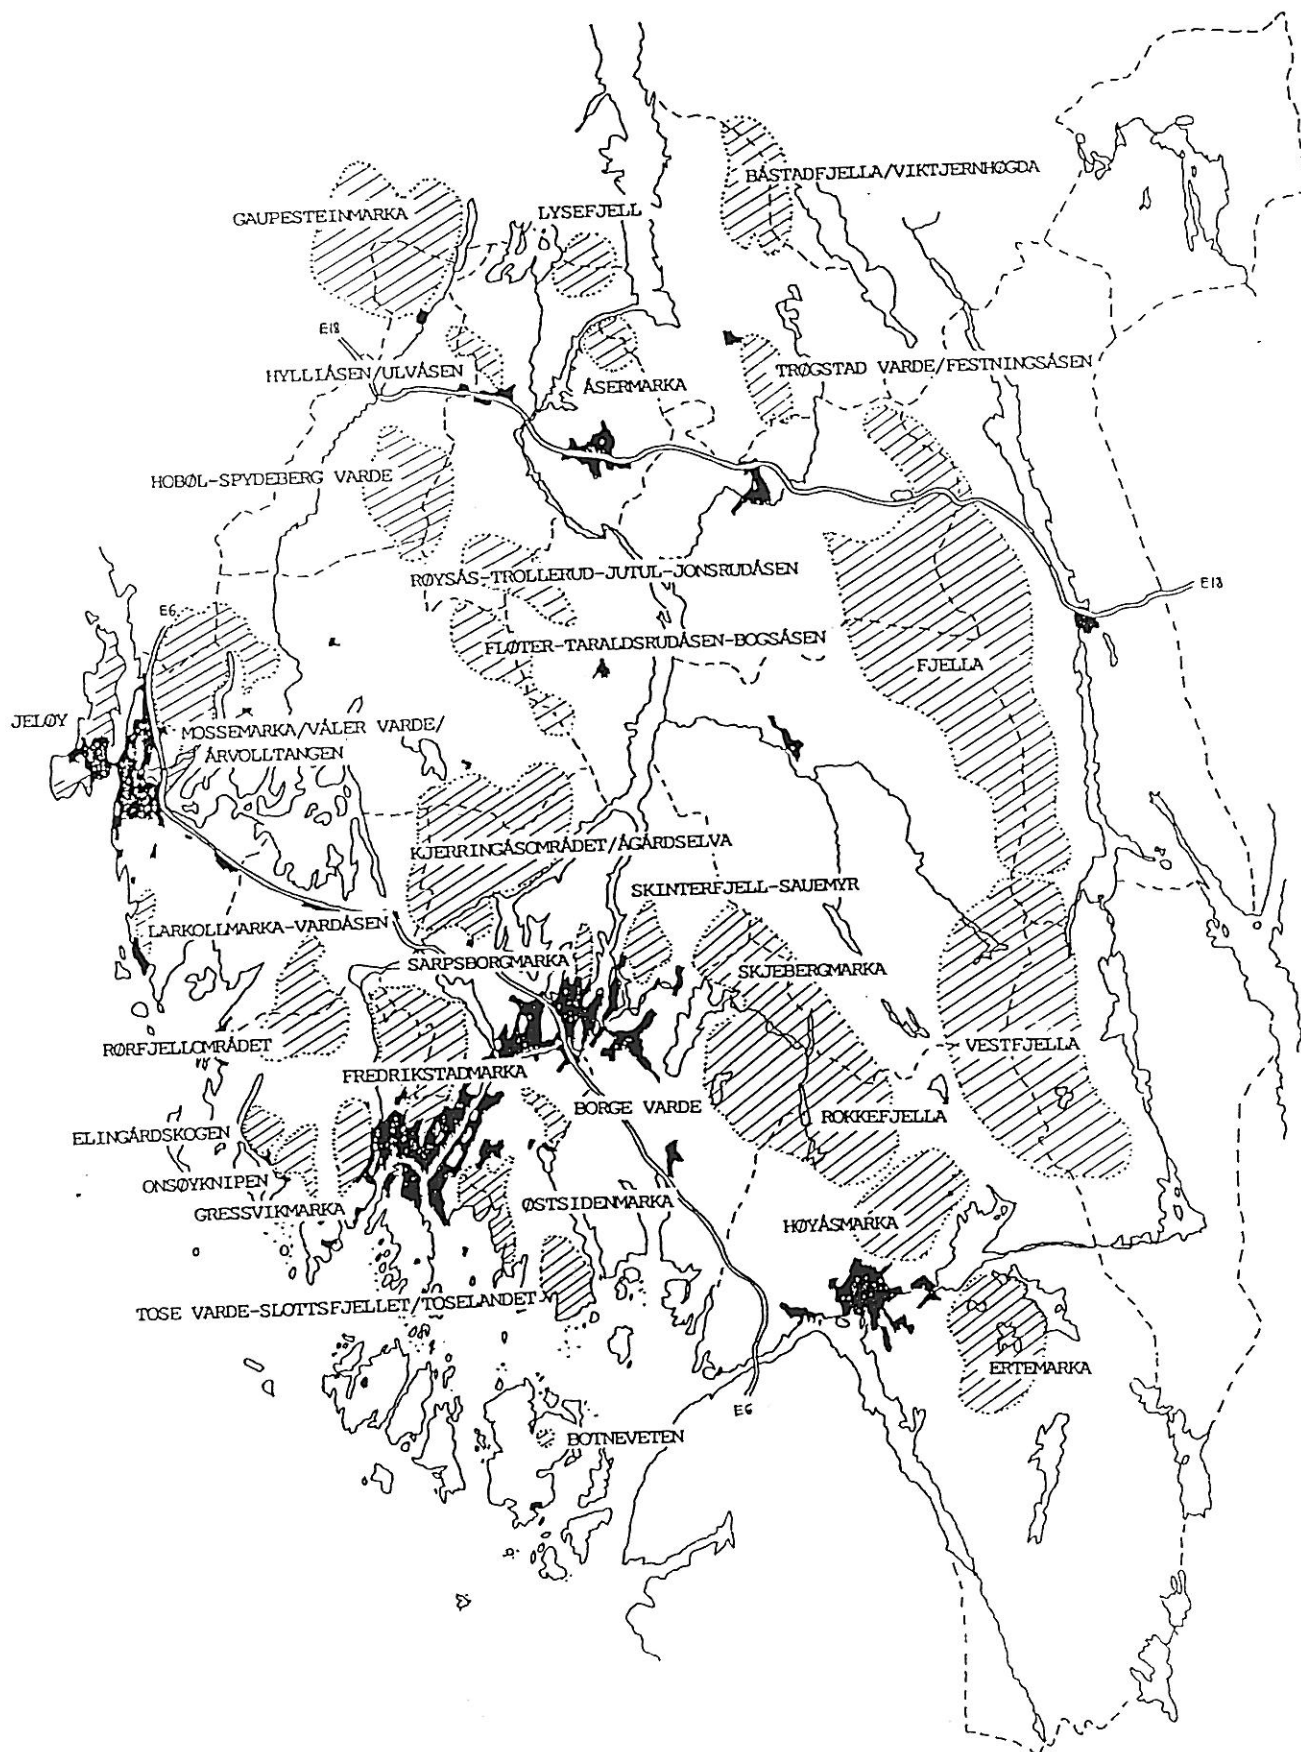 BÅSTADFJELLA/VIKTJERNHØGDA
GAUPESTEINMARKA
LYSEFJELL
E18
HYLLIÅSEN/ULVÅSEN
ÅSERMARKA
TRØGSTAD VARDE/FESTNINGSÅSEN
HOBØL-SPYDEBERG VARDE
RØYSÅS-TROLLERUD-JUTUL-JONSRUDÅSEN
E18
E6
FLØTER-TARALDSRUDÅSEN-BOGSÅSEN
FJELLA
JELØY
MOSSEMARKA/VÅLER VARDE/
ÅRVOLLTANGEN
KJERRINGÅSOMRÅDET/ÅGÅRDSELVA
SKINTERFJELL-SAUEMYR
LARKOLLMARKA-VARDÅSEN
SARPSBORGMARKA
SKJEBERGMARKA
RØRFJELLOMRÅDET
VESTFJELLA
FREDRIKSTADMARKA
BORGE VARDE
ROKKEFJELLA
ELINGÅRDSKOGEN
ONSØYKNIPEN
GRESSVIKMARKA
ØSTSIDENMARKA
HØYÅSMARKA
TOSE VARDE-SLOTTSFJELLET/TOSELANDET
ERTEMARKA
E6
BOTNEVETEN